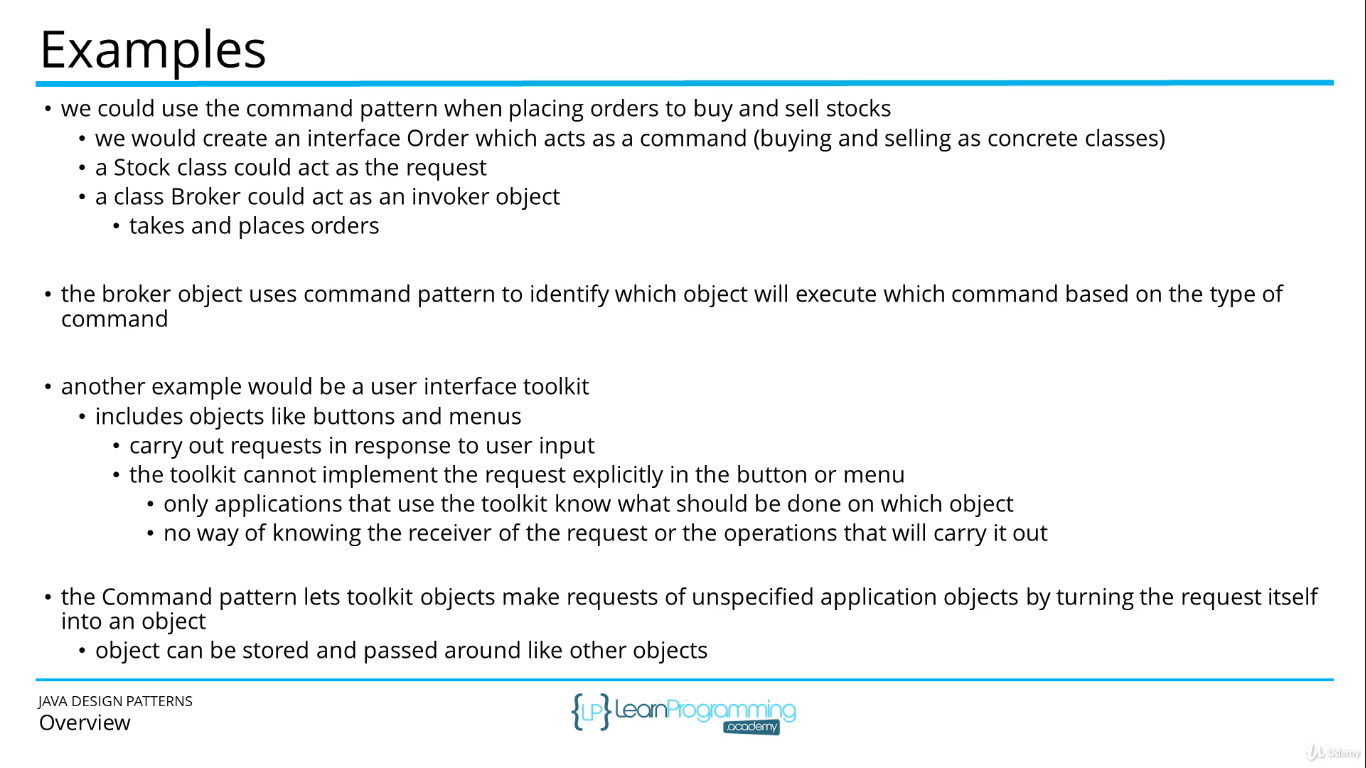 Examples
• we could use the command pattern when placing orders to buy and sell stocks
• we would create an interface Order which acts as a command (buying and selling as concrete classes)
• a Stock class could act as the request
• a class Broker could act as an invoker object
• takes and places orders
• the broker object uses command pattern to identify which object will execute which command based on the type of
command
• another example would be a user interface toolkit
• includes objects like buttons and menus
• carry out requests in response to user input
• the toolkit cannot implement the request explicitly in the button or menu
• only applications that use the toolkit know what should be done on which object
• no way of knowing the receiver of the request or the operations that will carry it out
• the Command pattern lets toolkit objects make requests of unspecified application objects by turning the request itself
into an object
• object can be stored and passed around like other objects
JAVA DESIGN PATTERNS
Overview
{LP} LearnProgramming
.academy
Udemy